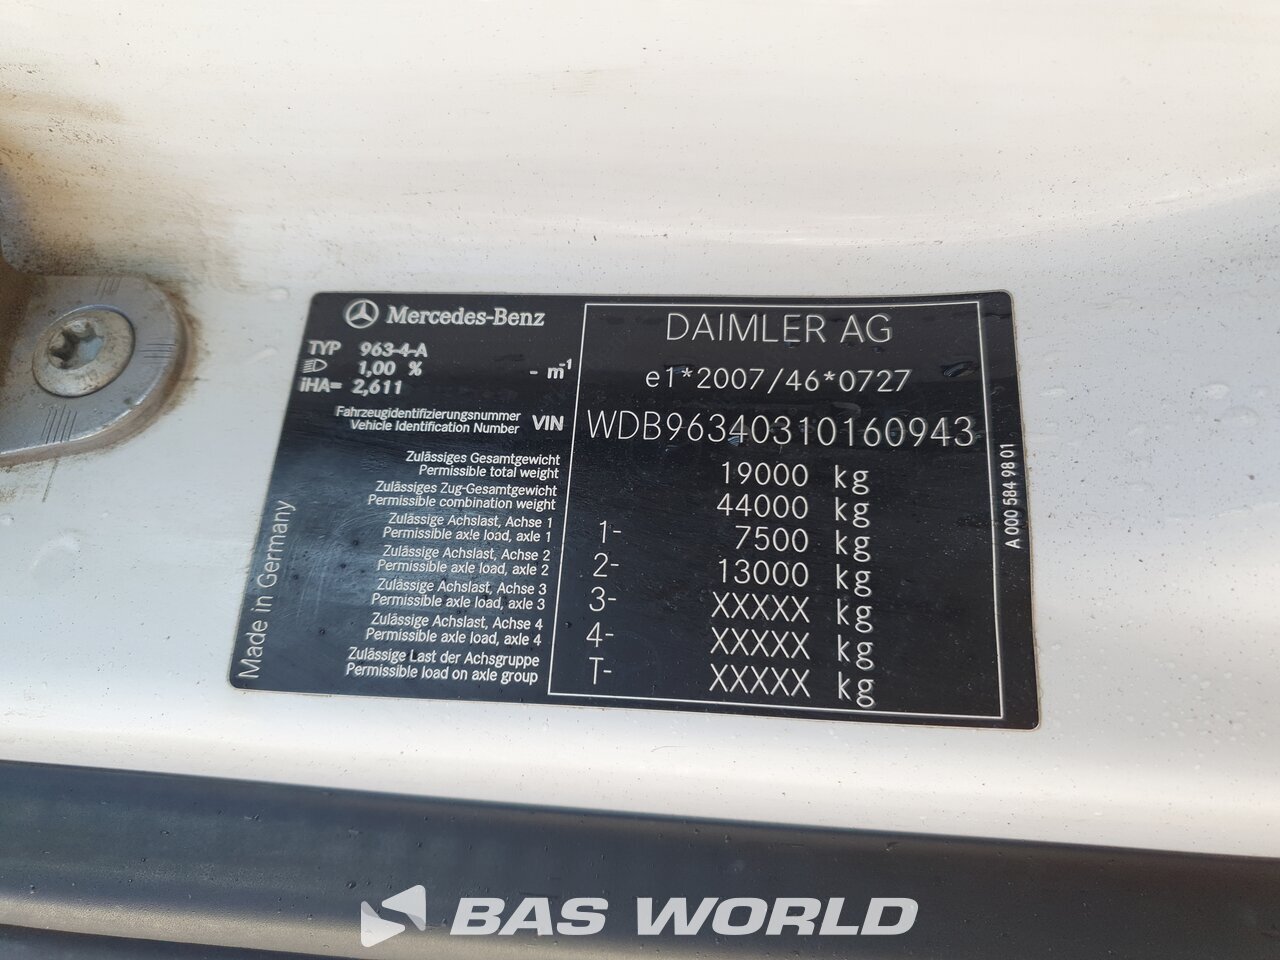 Mercedes-Benz
TYP 963-4-A
1,00 % - m-1
iHA= 2,611
DAIMLER AG
e1*2007/46*0727
Fahrzeugidentifizierungsnummer
Vehicle Identification Number VIN WDB96340310160943
Zulässiges Gesamtgewicht
Permissible total weight 19000 kg
Zulässiges Zug-Gesamtgewicht
Permissible combination weight 44000 kg
Zulässige Achslast, Achse 1
Permissible axle load, axle 1 1- 7500 kg
Zulässige Achslast, Achse 2
Permissible axle load, axle 2 2- 13000 kg
Zulässige Achslast, Achse 3
Permissible axle load, axle 3 3- XXXXX kg
Zulässige Achslast, Achse 4
Permissible axle load, axle 4 4- XXXXX kg
Zulässige Last der Achsgruppe
Permissible load on axle group T- XXXXX kg
Made in Germany
A 000 584 98 01
BAS WORLD